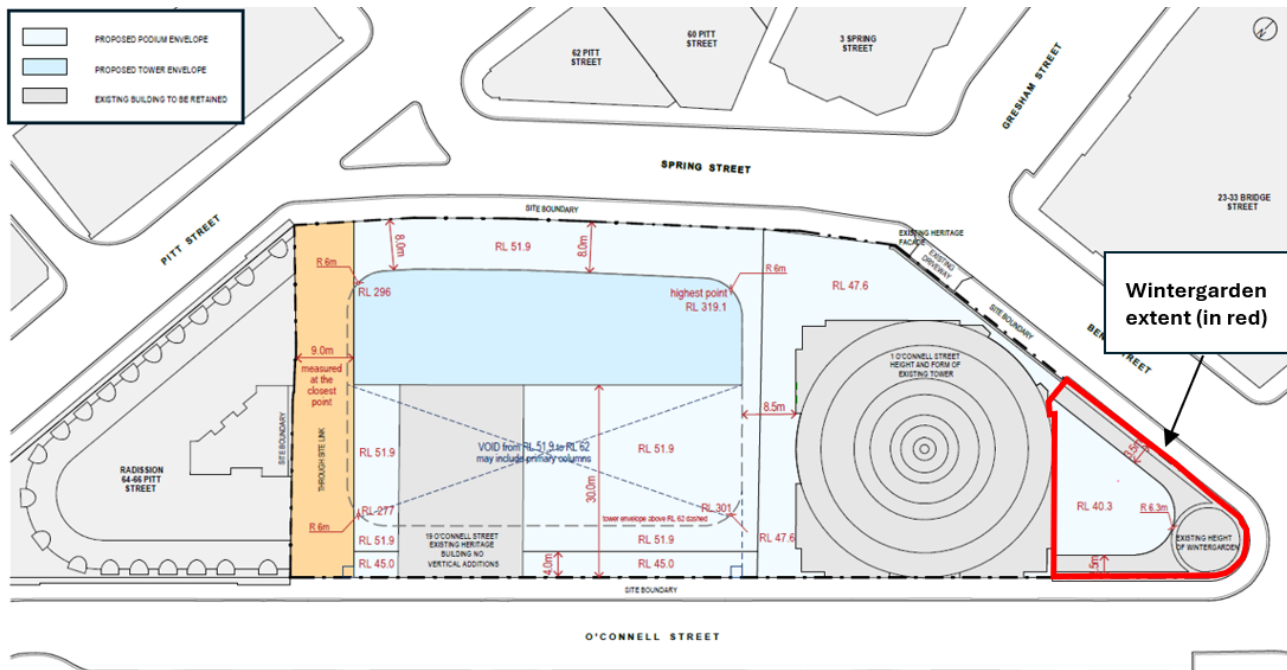 PROPOSED PODIUM ENVELOPE
PROPOSED TOWER ENVELOPE
EXISTING BUILDING TO BE RETAINED
62 PITT
STREET
60 PITT
STREET
3 SPRING
STREET
GRESHAM STREET
SPRING STREET
23-33 BRIDGE
STREET
PITT STREET
SITE BOUNDARY
EXISTING HERITAGE
FACADE
EXISTING
DRIVEWAY
SITE BOUNDARY
Wintergarden
extent (in red)
8.0m
RL 51.9
8.0m
R 6m
RL 296
highest point
RL 319.1
R 6m
RL 47.6
9.0m
measured
at the
closest
point
1 O'CONNELL STREET
HEIGHT AND FORM OF
EXISTING TOWER
8.5m
SITE BOUNDARY
THROUGH SITE LINK
RADISSION
64-66 PITT
STREET
RL 51.9
VOID from RL 51.9 to RL 62
may include primary columns
RL 51.9
30.0m
RL 277
R 6m
RL 301
tower envelope above RL 62 dashed
RL 40.3
R 6.3m
EXISTING HEIGHT
OF WINTERGARDEN
RL 51.9
19 O'CONNELL STREET
EXISTING HERITAGE
BUILDING NO
VERTICAL ADDITIONS
RL 51.9
RL 47.6
RL 45.0
4.0m
RL 45.0
SITE BOUNDARY
O'CONNELL STREET